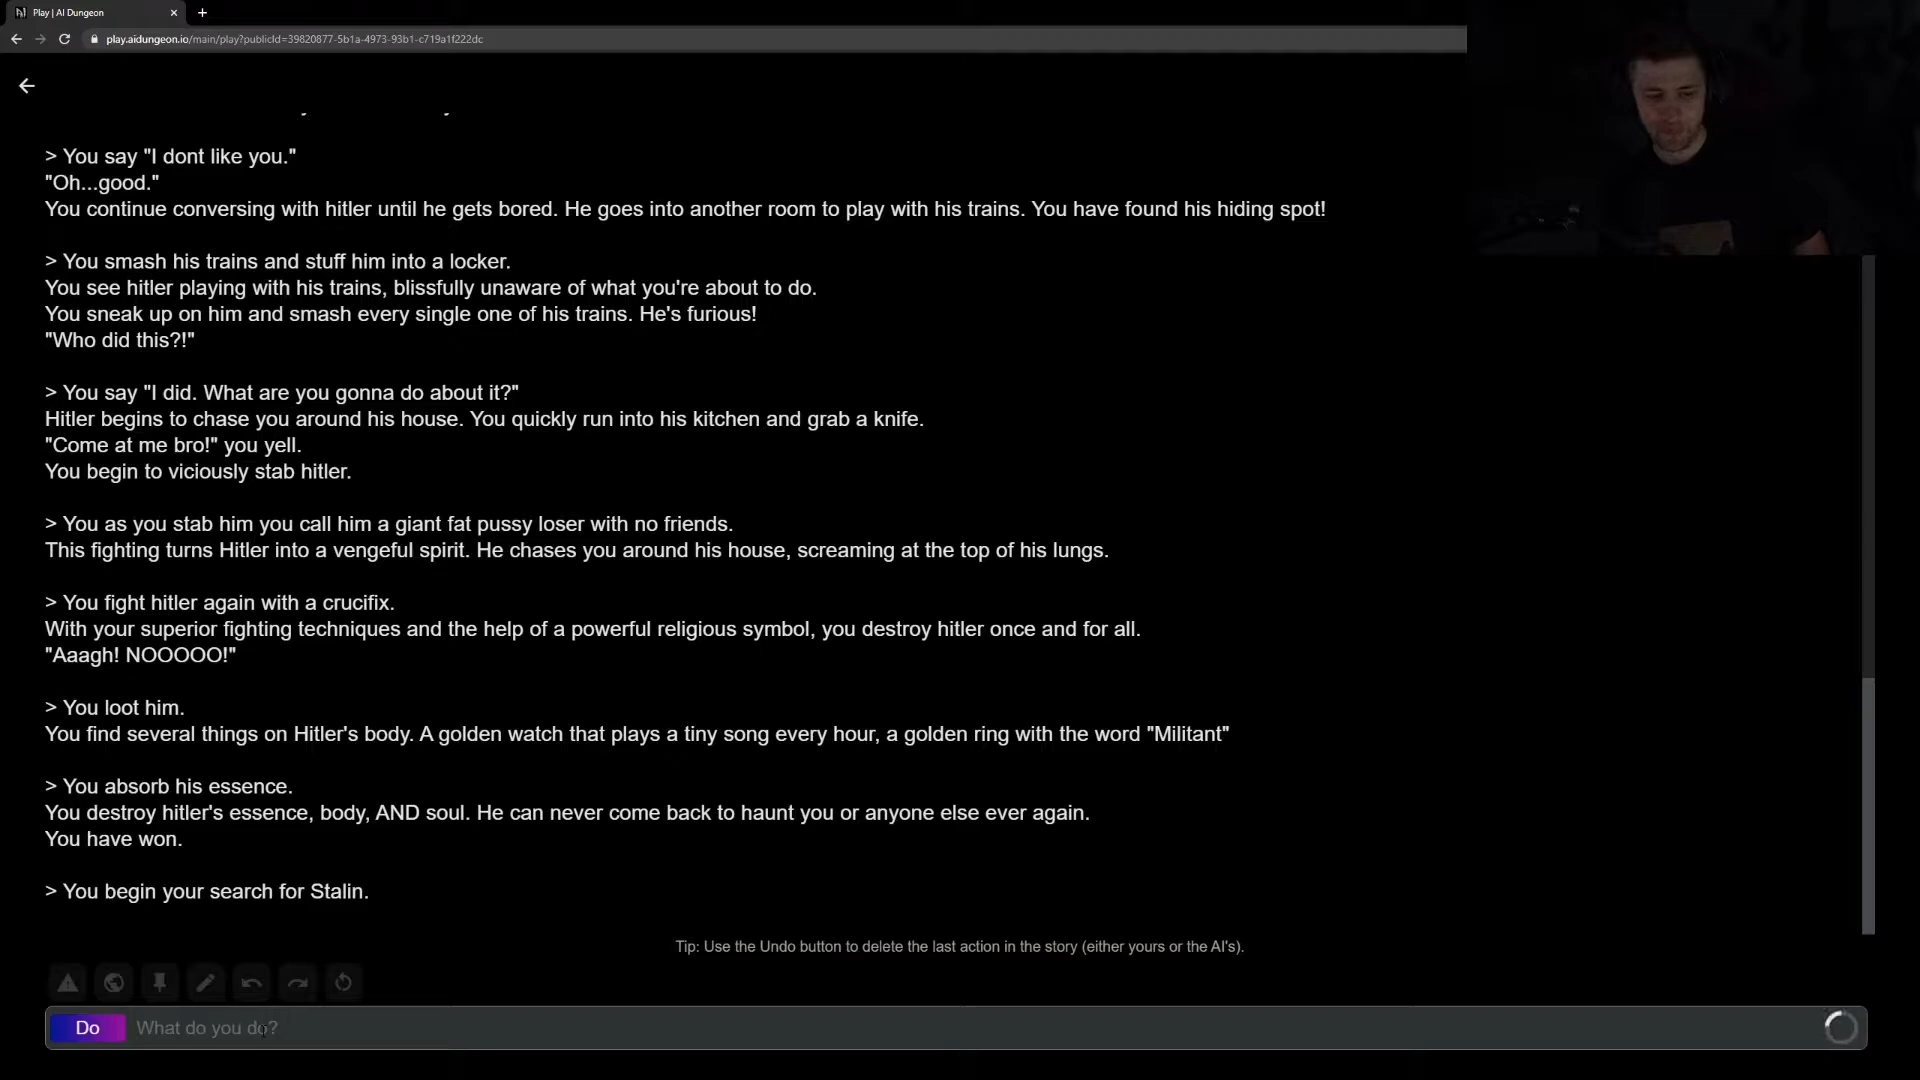 Play | AI Dungeon
play.aidungeon.io/main/play?publicId=39820877-5b1a-4973-93b1-c719a1f222dc
> You say "I dont like you."
"Oh...good."
You continue conversing with hitler until he gets bored. He goes into another room to play with his trains. You have found his hiding spot!
> You smash his trains and stuff him into a locker.
You see hitler playing with his trains, blissfully unaware of what you're about to do.
You sneak up on him and smash every single one of his trains. He's furious!
"Who did this?!"
> You say "I did. What are you gonna do about it?"
Hitler begins to chase you around his house. You quickly run into his kitchen and grab a knife.
"Come at me bro!" you yell.
You begin to viciously stab hitler.
> You as you stab him you call him a giant fat pussy loser with no friends.
This fighting turns Hitler into a vengeful spirit. He chases you around his house, screaming at the top of his lungs.
> You fight hitler again with a crucifix.
With your superior fighting techniques and the help of a powerful religious symbol, you destroy hitler once and for all.
"Aaagh! NOOOOO!"
> You loot him.
You find several things on Hitler's body. A golden watch that plays a tiny song every hour, a golden ring with the word "Militant"
> You absorb his essence.
You destroy hitler's essence, body, AND soul. He can never come back to haunt you or anyone else ever again.
You have won.
> You begin your search for Stalin.
Tip: Use the Undo button to delete the last action in the story (either yours or the AI's).
Do What do you do?